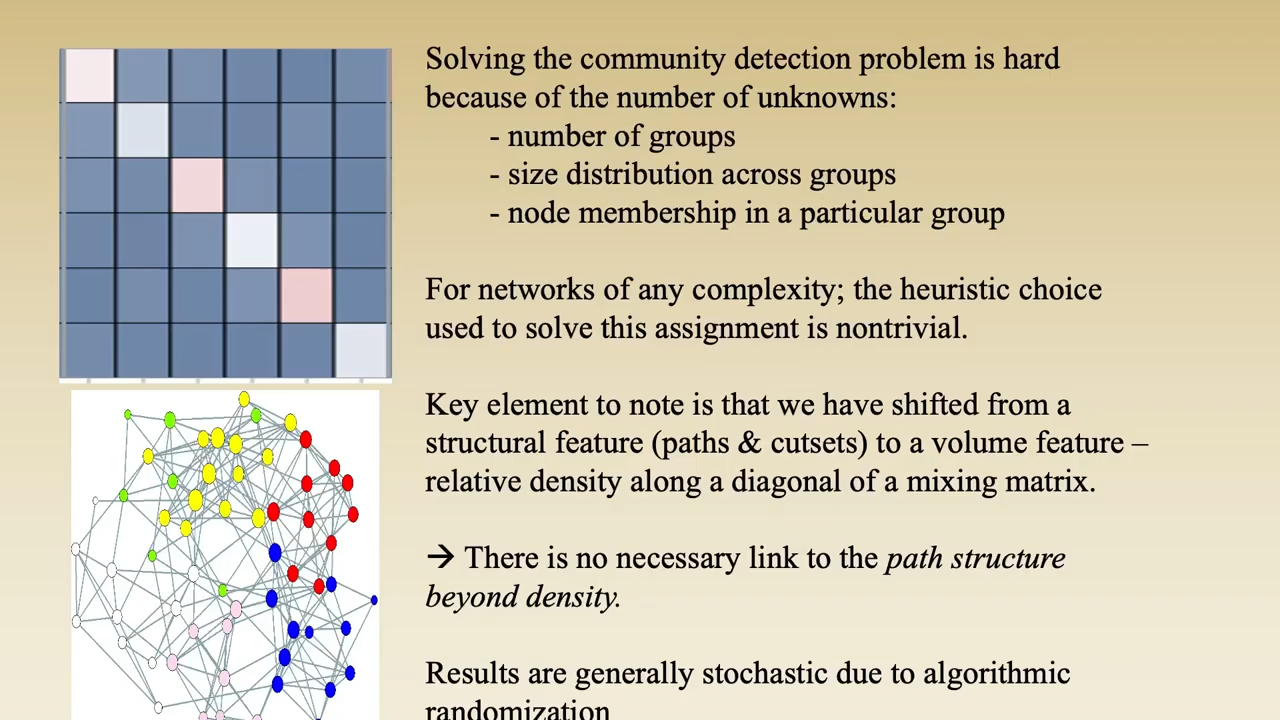 Solving the community detection problem is hard
because of the number of unknowns:
- number of groups
- size distribution across groups
- node membership in a particular group
For networks of any complexity; the heuristic choice
used to solve this assignment is nontrivial.
Key element to note is that we have shifted from a
structural feature (paths & cutsets) to a volume feature –
relative density along a diagonal of a mixing matrix.
→ There is no necessary link to the path structure
beyond density.
Results are generally stochastic due to algorithmic
randomization